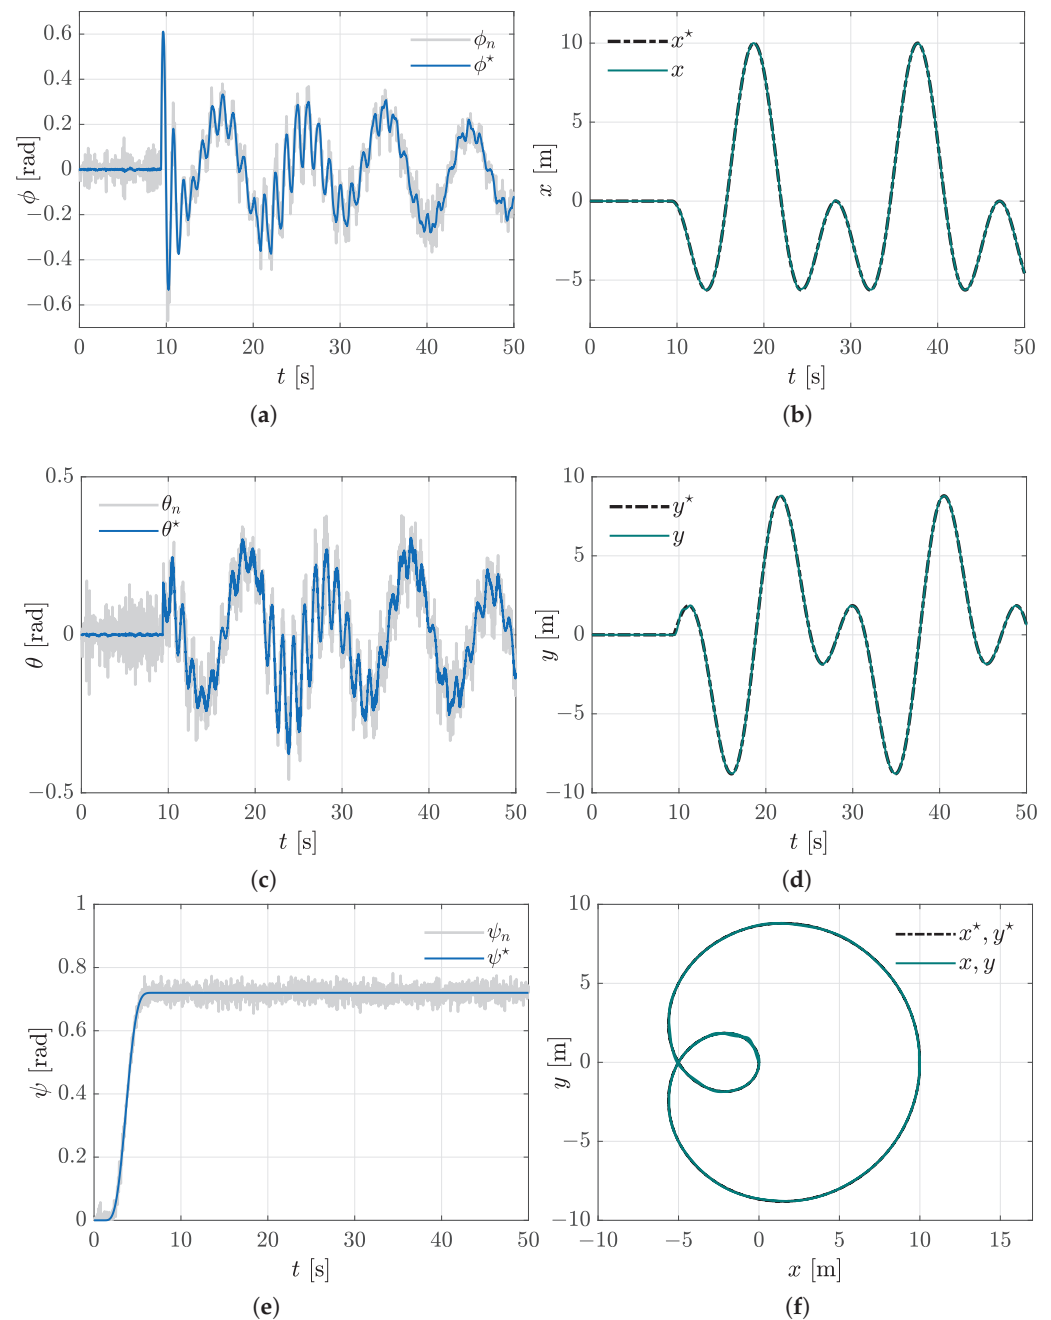 0.6
0.4
0.2
0
−0.2
−0.4
−0.6
ϕ [rad]
ϕₙ
ϕ⋆
0 10 20 30 40 50
t [s]
(a)
10
5
0
−5
x [m]
x⋆
x
0 10 20 30 40 50
t [s]
(b)
0.5
0
−0.5
θ [rad]
θₙ
θ⋆
0 10 20 30 40 50
t [s]
(c)
10
5
0
−5
−10
y [m]
y⋆
y
0 10 20 30 40 50
t [s]
(d)
1
0.8
0.6
0.4
0.2
0
ψ [rad]
ψₙ
ψ⋆
0 10 20 30 40 50
t [s]
(e)
10
5
0
−5
−10
y [m]
x⋆, y⋆
x, y
−10 −5 0 5 10 15
x [m]
(f)